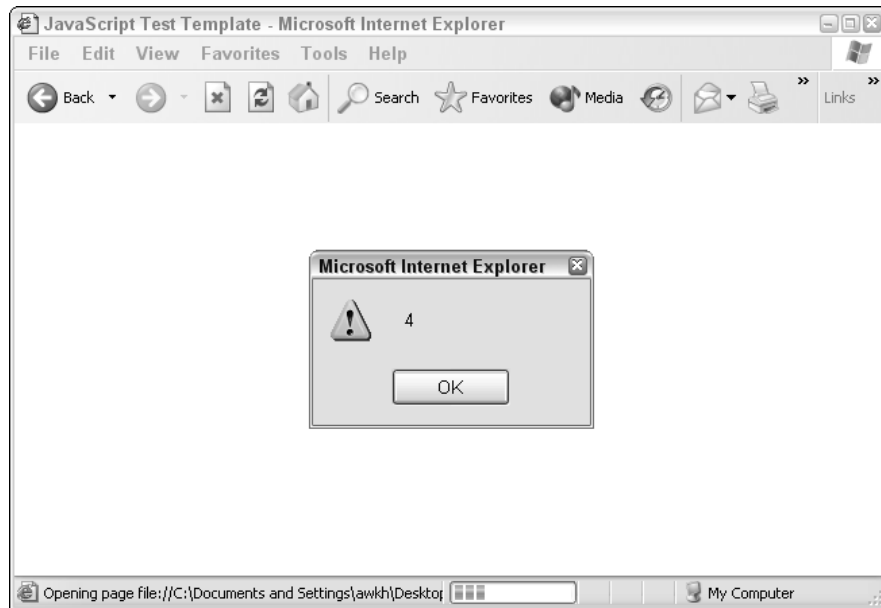 JavaScript Test Template - Microsoft Internet Explorer
File Edit View Favorites Tools Help
Back Search Favorites Media » Links »
Microsoft Internet Explorer
4
OK
Opening page file://C:\Documents and Settings\awkh\Desktop My Computer